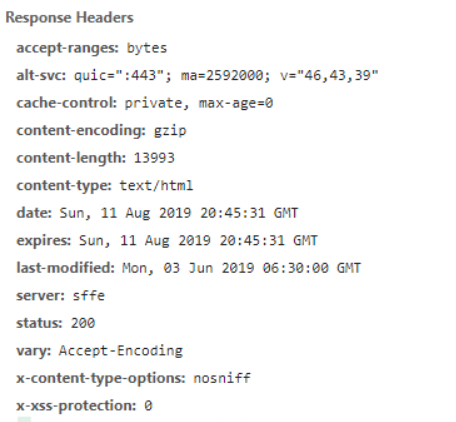 Response Headers
accept-ranges: bytes
alt-svc: quic=":443"; ma=2592000; v="46,43,39"
cache-control: private, max-age=0
content-encoding: gzip
content-length: 13993
content-type: text/html
date: Sun, 11 Aug 2019 20:45:31 GMT
expires: Sun, 11 Aug 2019 20:45:31 GMT
last-modified: Mon, 03 Jun 2019 06:30:00 GMT
server: sffe
status: 200
vary: Accept-Encoding
x-content-type-options: nosniff
x-xss-protection: 0